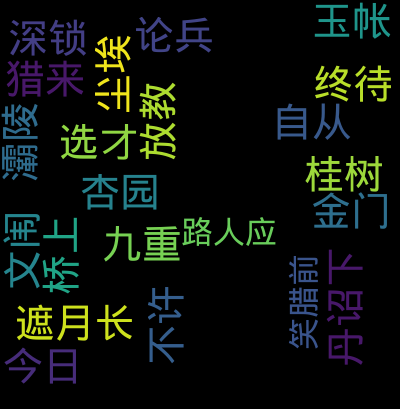 深锁
论兵
玉帐
猎来
尘埃
终待
放教
自从
灞陵
选才
桂树
杏园
金门
文闱
桥上
九重
路人应
笑腊前
丹诏下
不许
遮月长
今日